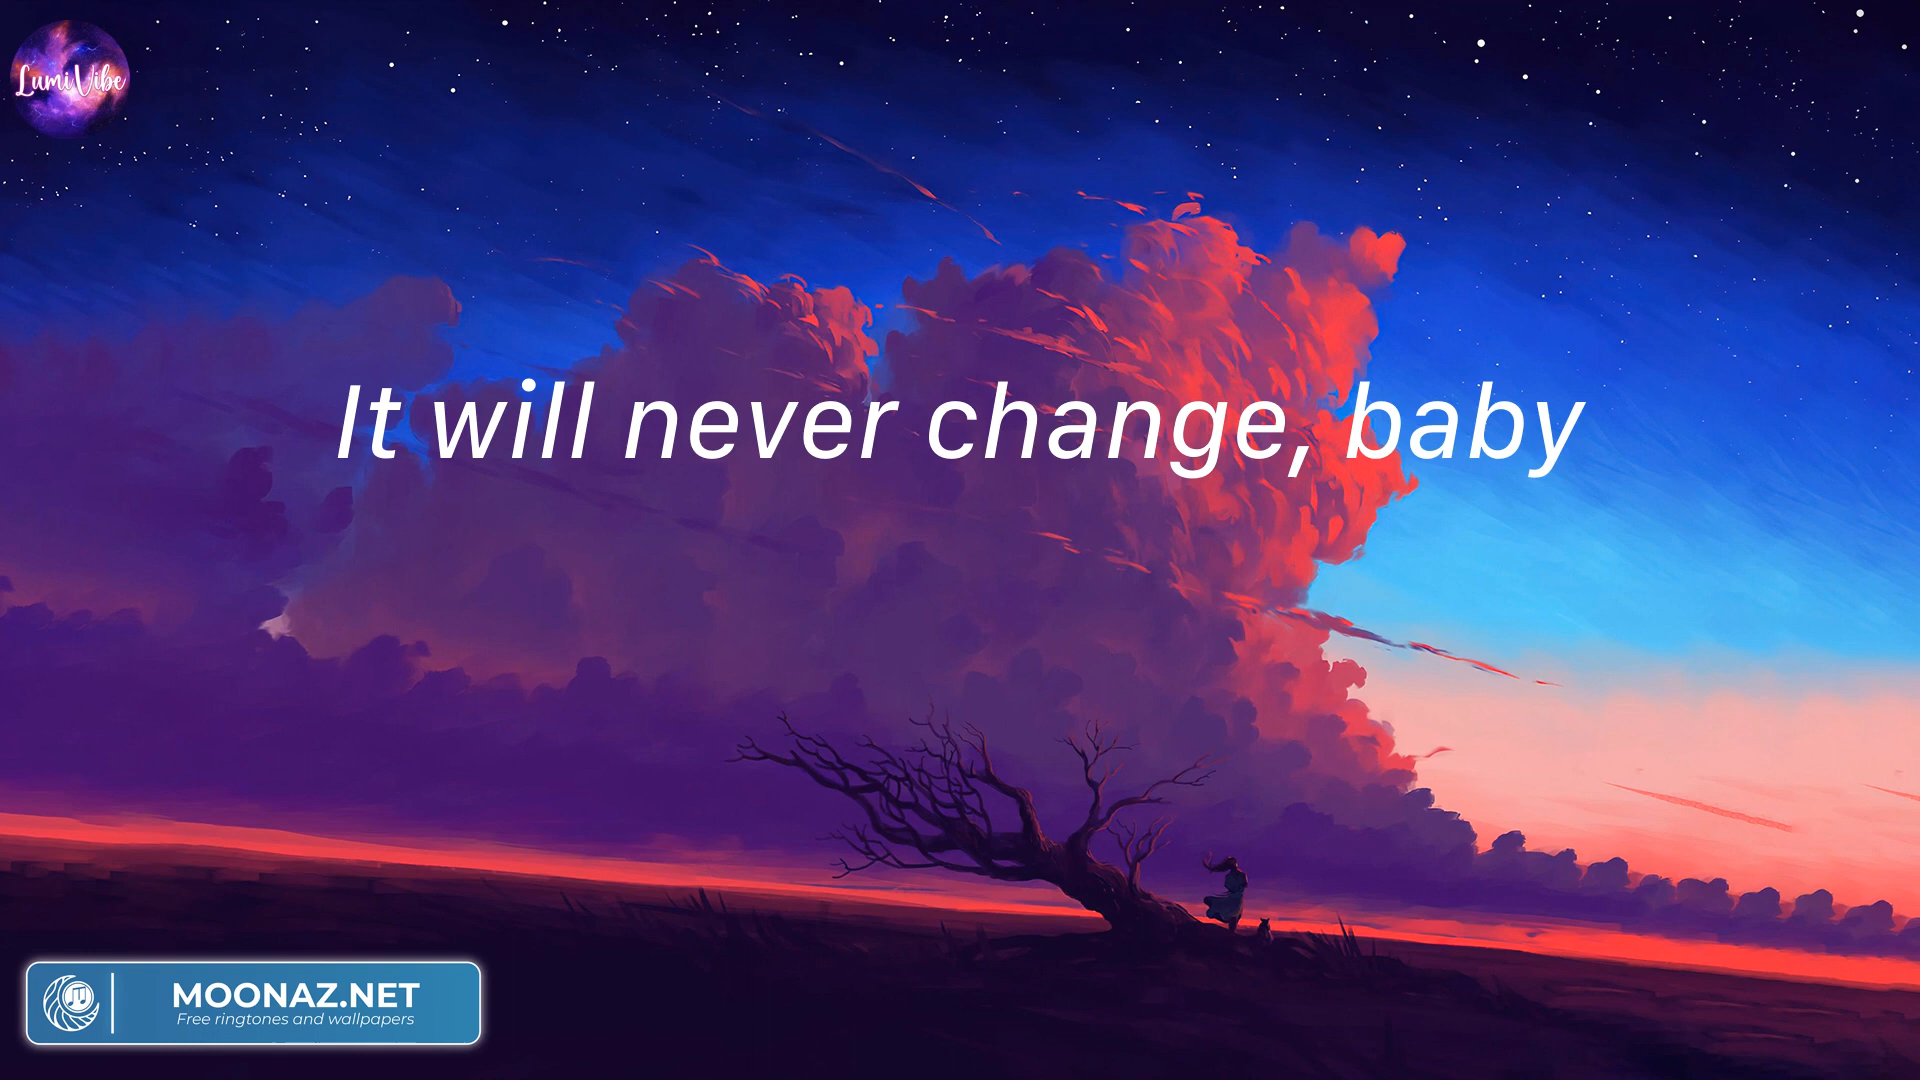 LumiVibe
It will never change, baby
MOONAZ.NET
Free ringtones and wallpapers